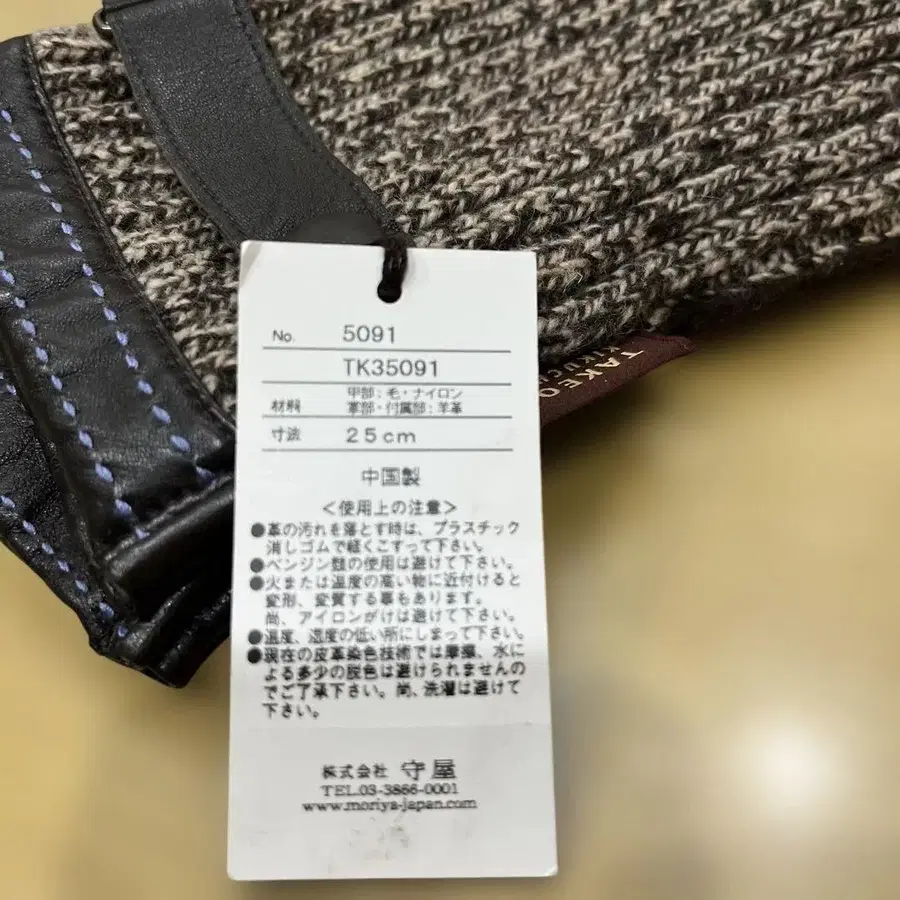 No. 5091
TK35091
材料 甲部:毛・ナイロン
革部・付属部:羊革
寸法 25cm
中国製
<使用上の注意>
●革の汚れを落とす時は、プラスチック
消しゴムで軽くこすって下さい。
●ベンジン類の使用は避けて下さい。
●火または温度の高い物に近付けると
変形、変質する事もあります。
尚、アイロンがけは避けて下さい。
●温度、湿度の低い所にしまって下さい。
●現在の皮革染色技術では摩擦、水に
よる多少の脱色は避けられませんの
でご了承下さい。尚、洗濯は避けて
下さい。
株式会社 守屋
TEL.03-3866-0001
www.moriya-japan.com
TAKEO
KIKUCH